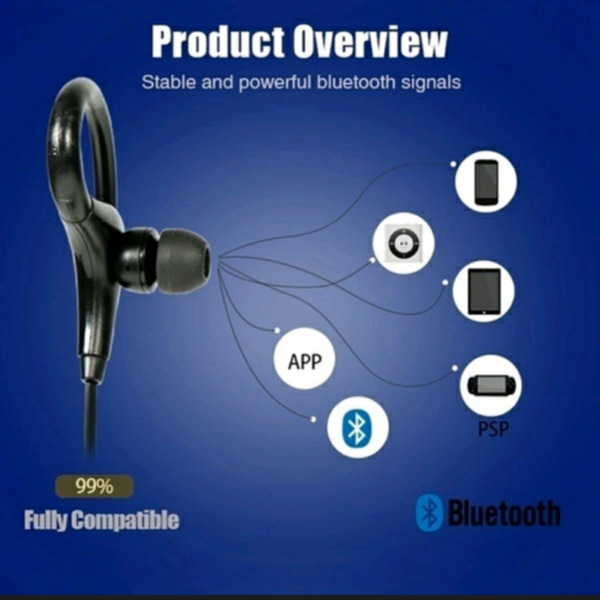 Product Overview
Stable and powerful bluetooth signals
APP
PSP
99%
Fully Compatible
Bluetooth